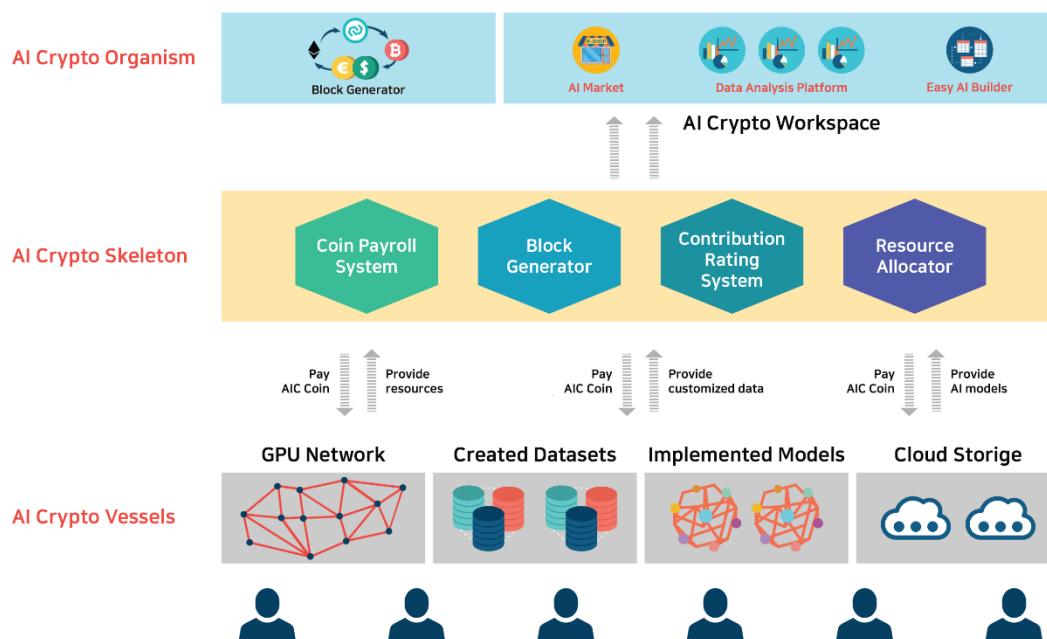 AI Crypto Organism
Block Generator
E-SHOP
AI Market
Data Analysis Platform
Easy AI Builder
AI Crypto Workspace
AI Crypto Skeleton
Coin Payroll
System
Block
Generator
Contribution
Rating
System
Resource
Allocator
Pay
AIC Coin
Provide
resources
Pay
AIC Coin
Provide
customized data
Pay
AIC Coin
Provide
AI models
GPU Network
Created Datasets
Implemented Models
Cloud Storige
AI Crypto Vessels